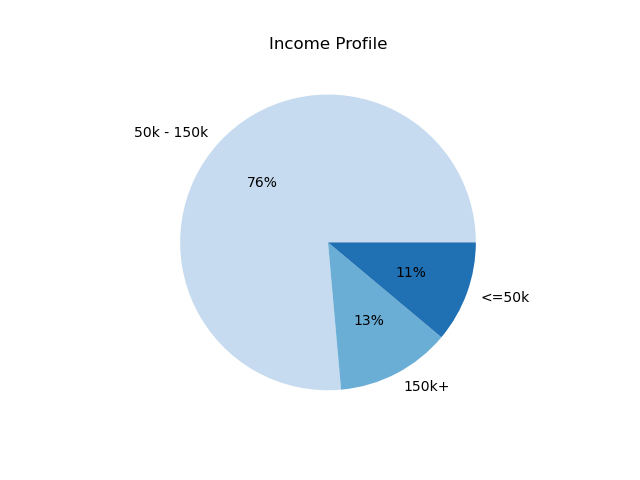 Income Profile
50k - 150k
76%
11%
<=50k
13%
150k+